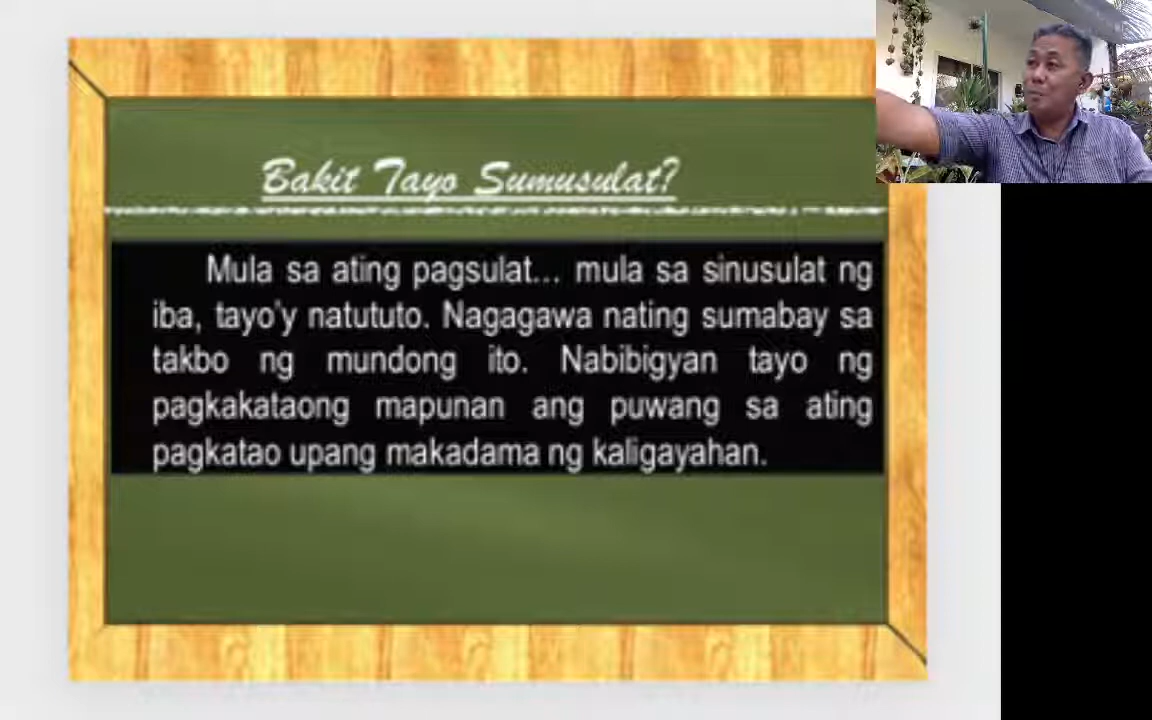 Bakit Tayo Sumusulat?
Mula sa ating pagsulat... mula sa sinusulat ng
iba, tayo'y natututo. Nagagawa nating sumabay sa
takbo ng mundong ito. Nabibigyan tayo ng
pagkakataong mapunan ang puwang sa ating
pagkatao upang makadama ng kaligayahan.